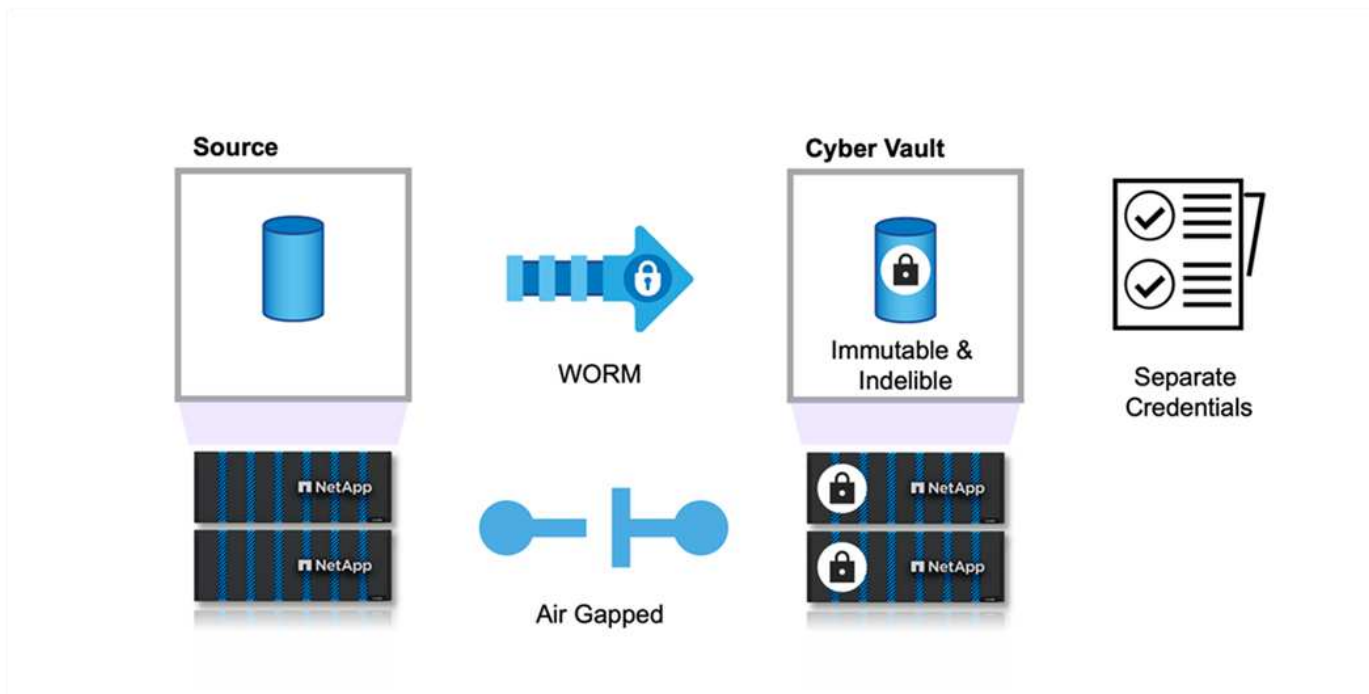 Source
Cyber Vault
WORM
Immutable &
Indelible
Separate
Credentials
NetApp
NetApp
NetApp
NetApp
Air Gapped